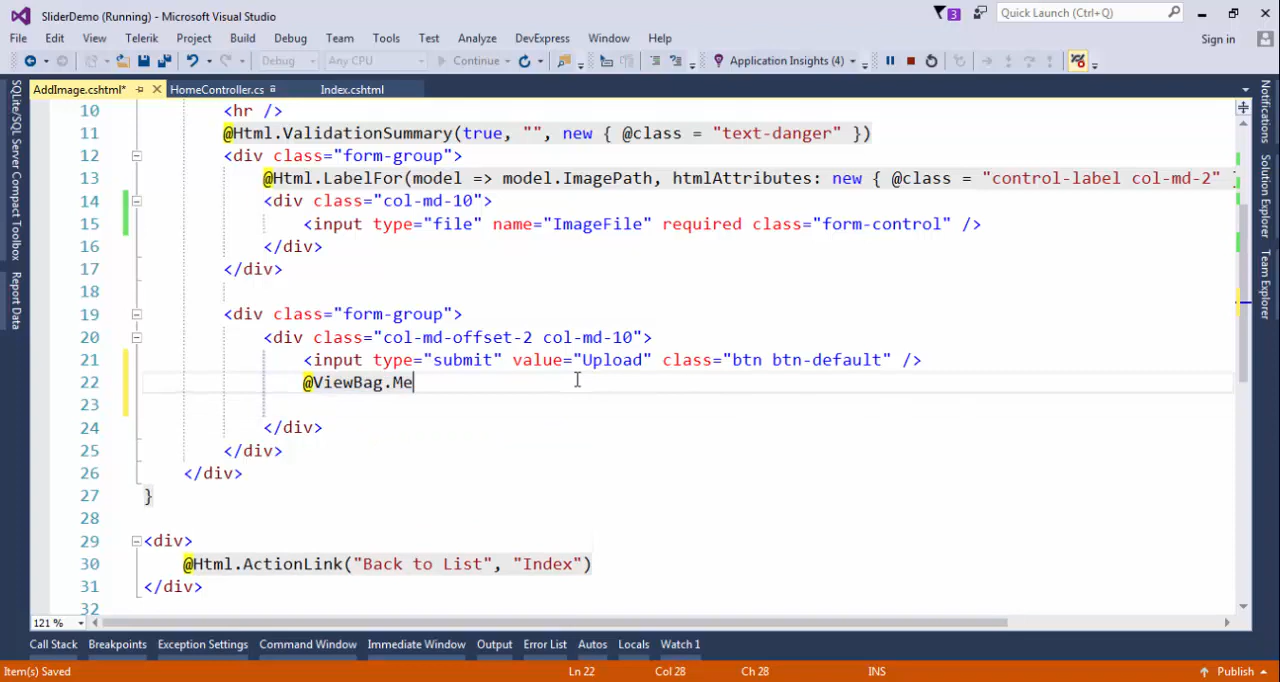 SliderDemo (Running) - Microsoft Visual Studio
3
Quick Launch (Ctrl+Q)
File Edit View Telerik Project Build Debug Team Tools Test Analyze DevExpress Window Help
Sign in
Debug Any CPU Continue Application Insights (4)
AddImage.cshtml* HomeController.cs Index.cshtml
SQLite/SQL Server Compact Toolbox
Report Data
Notifications
Solution Explorer
Team Explorer
10 <hr />
11 @Html.ValidationSummary(true, "", new { @class = "text-danger" })
12 <div class="form-group">
13 @Html.LabelFor(model => model.ImagePath, htmlAttributes: new { @class = "control-label col-md-2" }
14 <div class="col-md-10">
15 <input type="file" name="ImageFile" required class="form-control" />
16 </div>
17 </div>
18
19 <div class="form-group">
20 <div class="col-md-offset-2 col-md-10">
21 <input type="submit" value="Upload" class="btn btn-default" />
22 @ViewBag.Me
23
24 </div>
25 </div>
26 </div>
27 }
28
29 <div>
30 @Html.ActionLink("Back to List", "Index")
31 </div>
32
121 %
Call Stack Breakpoints Exception Settings Command Window Immediate Window Output Error List Autos Locals Watch 1
Item(s) Saved Ln 22 Col 28 Ch 28 INS Publish